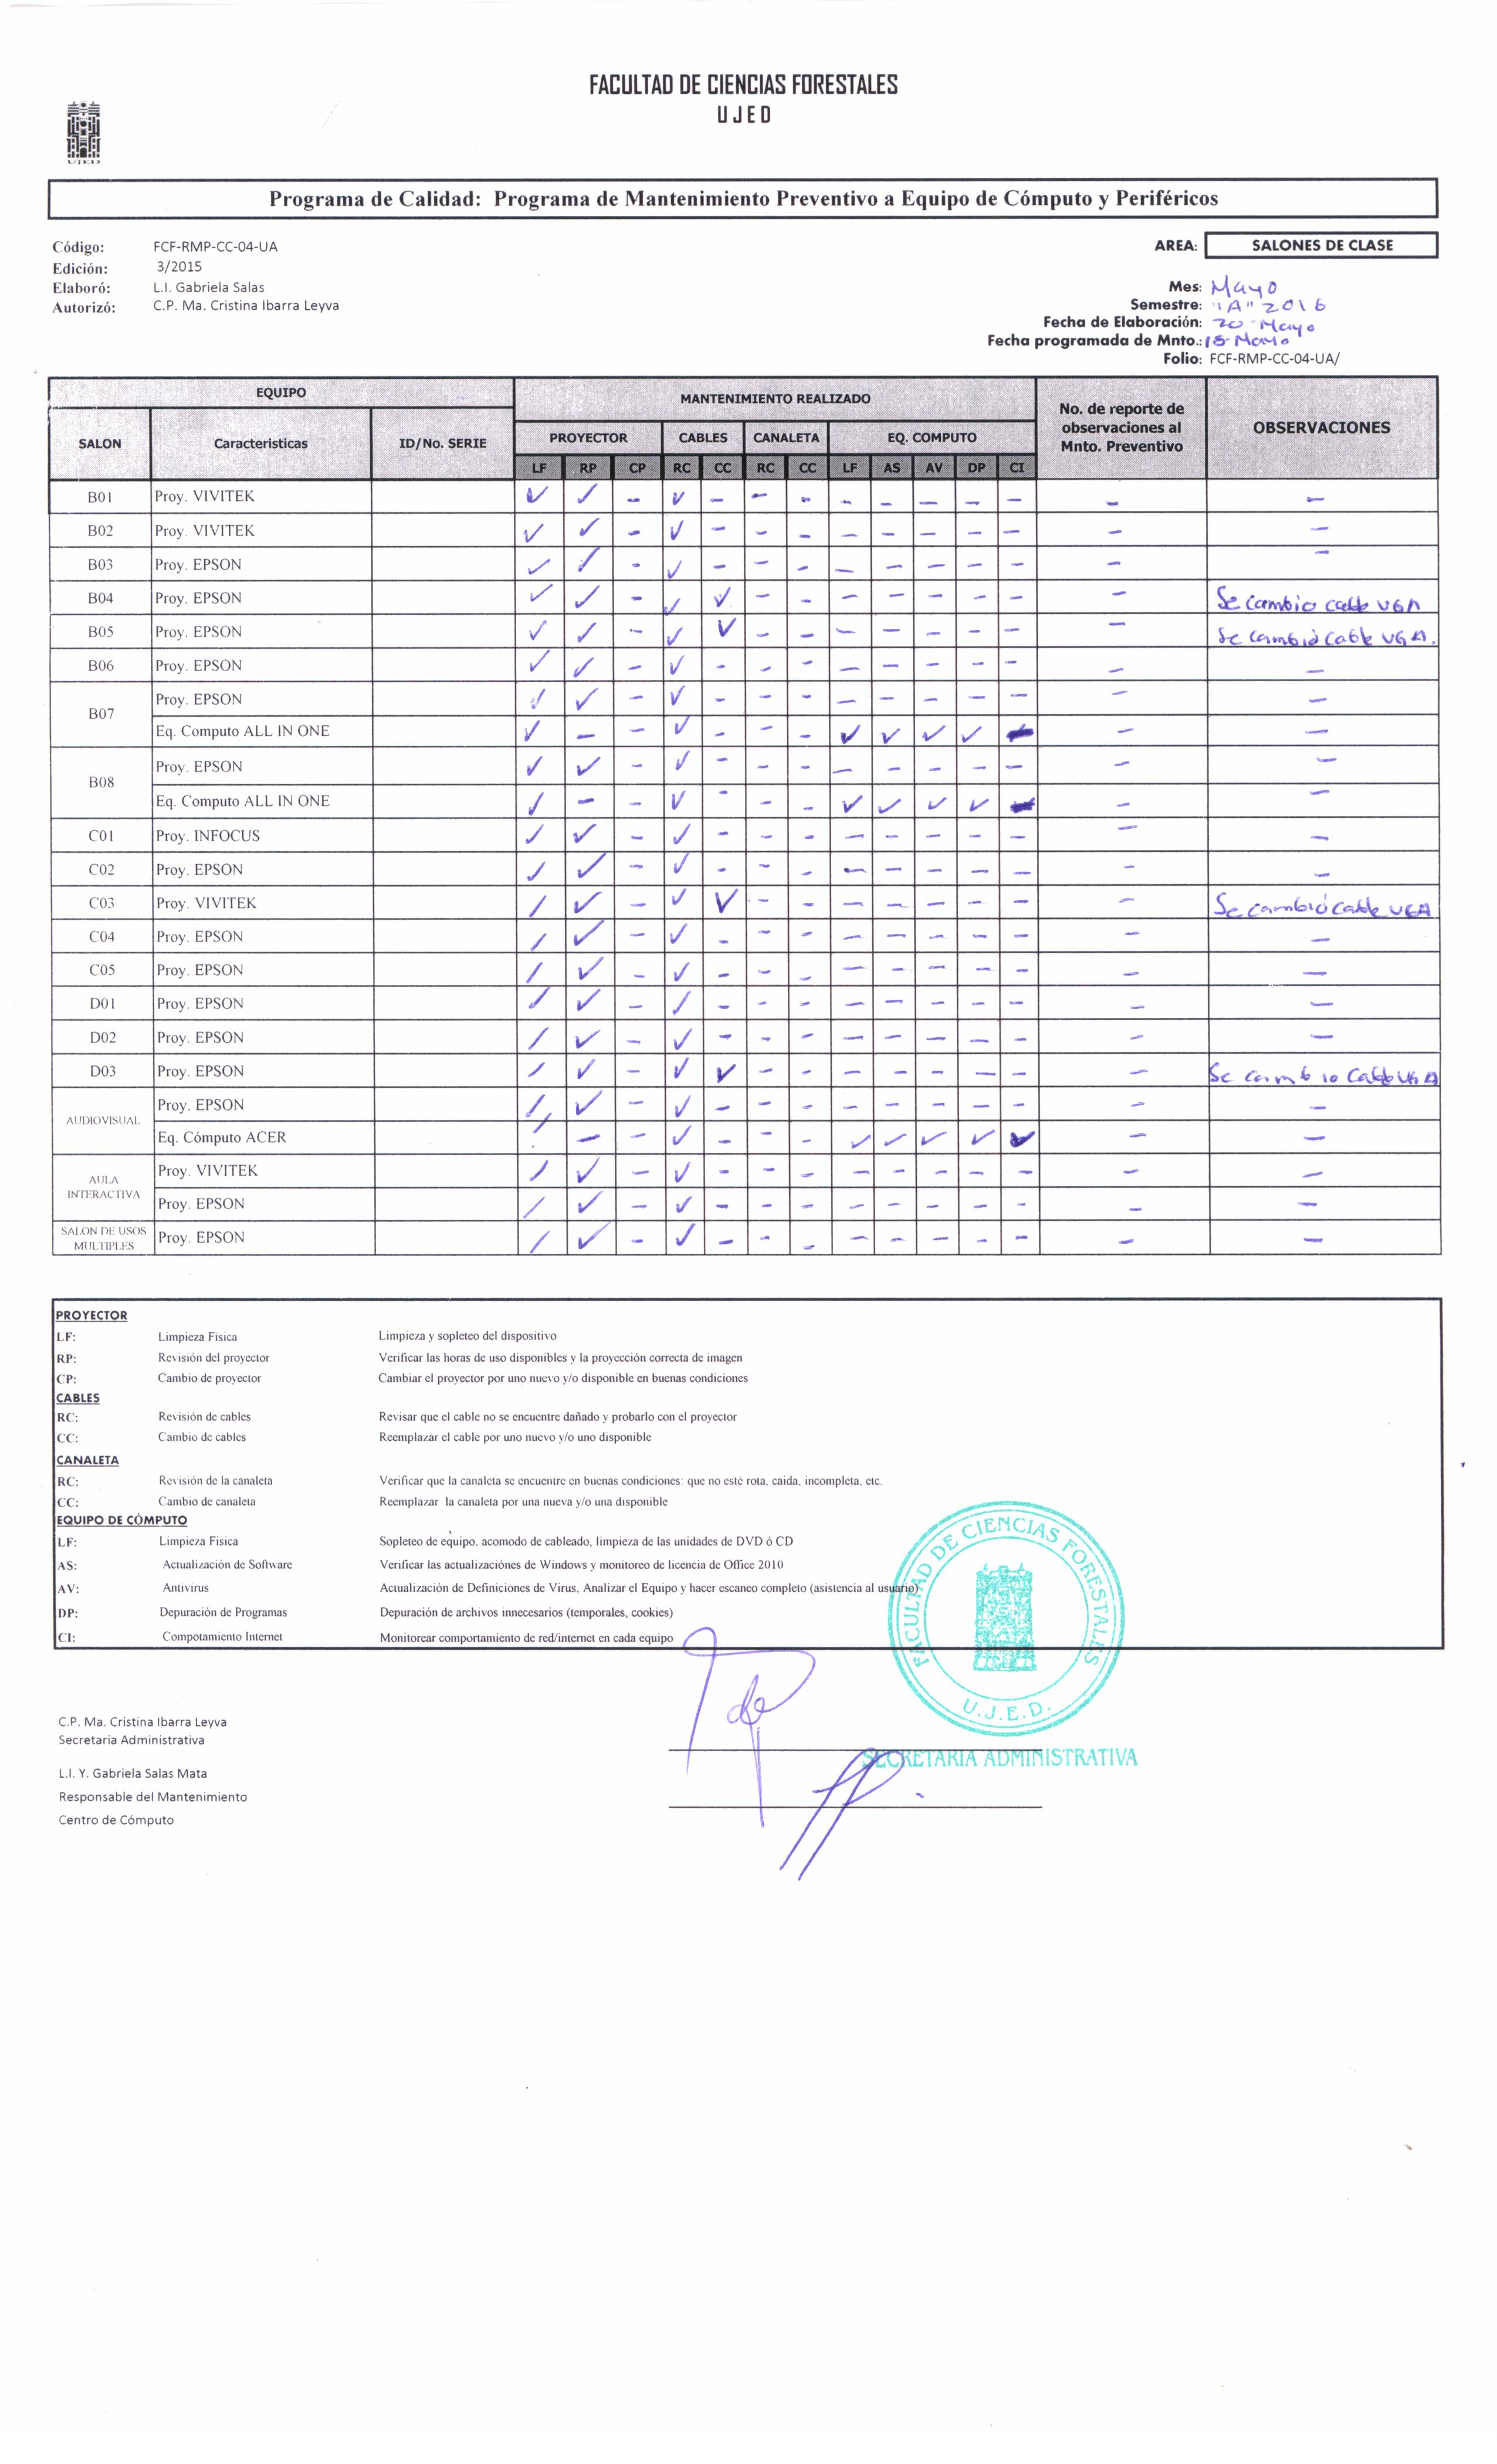 FACULTAD DE CIENCIAS FORESTALES
UJED
UJED
Programa de Calidad: Programa de Mantenimiento Preventivo a Equipo de Cómputo y Periféricos
Código: FCF-RMP-CC-04-UA
Edición: 3/2015
Elaboró: L.I. Gabriela Salas
Autorizó: C.P. Ma. Cristina Ibarra Leyva
AREA: SALONES DE CLASE
Mes: Mayo
Semestre: "A" 2016
Fecha de Elaboración: 20 Mayo
Fecha programada de Mnto.: 15 Mayo
Folio: FCF-RMP-CC-04-UA/
EQUIPO MANTENIMIENTO REALIZADO No. de reporte de observaciones al Mnto. Preventivo OBSERVACIONES
SALON Caracteristicas ID/No. SERIE PROYECTOR CABLES CANALETA EQ. COMPUTO
LF RP CP RC CC RC CC LF AS AV DP CI
B01 Proy. VIVITEK ✓ ✓ - ✓ - - - - - - - - - -
B02 Proy. VIVITEK ✓ ✓ - ✓ - - - - - - - - - -
B03 Proy. EPSON ✓ ✓ - ✓ - - - - - - - - - -
B04 Proy. EPSON ✓ ✓ - ✓ ✓ - - - - - - - - Se cambio cable VGA
B05 Proy. EPSON ✓ ✓ - ✓ ✓ - - - - - - - - Se cambió cable VGA.
B06 Proy. EPSON ✓ ✓ - ✓ - - - - - - - - - -
B07 Proy. EPSON ✓ ✓ - ✓ - - - - - - - - - -
Eq. Computo ALL IN ONE ✓ - - ✓ - - - ✓ ✓ ✓ ✓ - - -
B08 Proy. EPSON ✓ ✓ - ✓ - - - - - - - - - -
Eq. Computo ALL IN ONE ✓ - - ✓ - - - ✓ ✓ ✓ ✓ - - -
C01 Proy. INFOCUS ✓ ✓ - ✓ - - - - - - - - - -
C02 Proy. EPSON ✓ ✓ - ✓ - - - - - - - - - -
C03 Proy. VIVITEK / ✓ - ✓ ✓ - - - - - - - - Se cambió cable VGA
C04 Proy. EPSON / ✓ - ✓ - - - - - - - - - -
C05 Proy. EPSON / ✓ - ✓ - - - - - - - - - -
D01 Proy. EPSON / ✓ - / - - - - - - - - - -
D02 Proy. EPSON / ✓ - ✓ - - - - - - - - - -
D03 Proy. EPSON / ✓ - ✓ ✓ - - - - - - - - Se cambio Cable VGA
AUDIOVISUAL Proy. EPSON / ✓ - ✓ - - - - - - - - - -
Eq. Cómputo ACER / - - ✓ - - - ✓ ✓ ✓ ✓ ✓ - -
AULA INTERACTIVA Proy. VIVITEK / ✓ - ✓ - - - - - - - - - -
Proy. EPSON / ✓ - ✓ - - - - - - - - - -
SALON DE USOS MULTIPLES Proy. EPSON / ✓ - ✓ - - - - - - - - - -
PROYECTOR
LF: Limpieza Fisica Limpieza y sopleteo del dispositivo
RP: Revisión del proyector Verificar las horas de uso disponibles y la proyección correcta de imagen
CP: Cambio de proyector Cambiar el proyector por uno nuevo y/o disponible en buenas condiciones
CABLES
RC: Revisión de cables Revisar que el cable no se encuentre dañado y probarlo con el proyector
CC: Cambio de cables Reemplazar el cable por uno nuevo y/o uno disponible
CANALETA
RC: Revisión de la canaleta Verificar que la canaleta se encuentre en buenas condiciones: que no esté rota, caida, incompleta, etc.
CC: Cambio de canaleta Reemplazar la canaleta por una nueva y/o una disponible
EQUIPO DE CÓMPUTO
LF: Limpieza Fisica Sopleteo de equipo, acomodo de cableado, limpieza de las unidades de DVD ó CD
AS: Actualización de Software Verificar las actualizaciónes de Windows y monitoreo de licencia de Office 2010
AV: Antivirus Actualización de Definiciones de Virus, Analizar el Equipo y hacer escaneo completo (asistencia al usuario)
DP: Depuración de Programas Depuración de archivos innecesarios (temporales, cookies)
CI: Compotamiento Internet Monitorear comportamiento de red/internet en cada equipo
FACULTAD DE CIENCIAS FORESTALES
U.J.E.D.
SECRETARIA ADMINISTRATIVA
C.P. Ma. Cristina Ibarra Leyva
Secretaria Administrativa
L.I. Y. Gabriela Salas Mata
Responsable del Mantenimiento
Centro de Cómputo